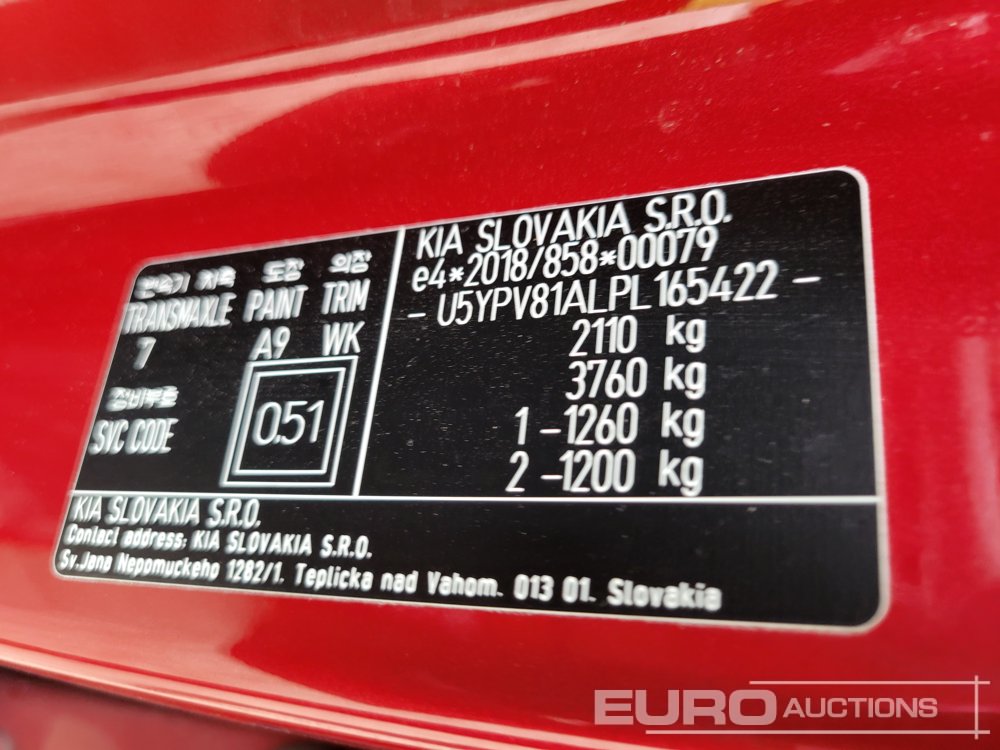 변속기 차축 도장 의장
TRANSMAXLE PAINT TRIM
7 A9 WK
정비부호
SVC CODE
0.51
KIA SLOVAKIA S.R.O.
e4*2018/858*00079
- U5YPV81ALPL165422 -
2110 kg
3760 kg
1 -1260 kg
2 -1200 kg
KIA SLOVAKIA S.R.O.
Contact address: KIA SLOVAKIA S.R.O.
Sv.Jana Nepomuckeho 1282/1. Teplicka nad Vahom. 013 01. Slovakia
EURO AUCTIONS